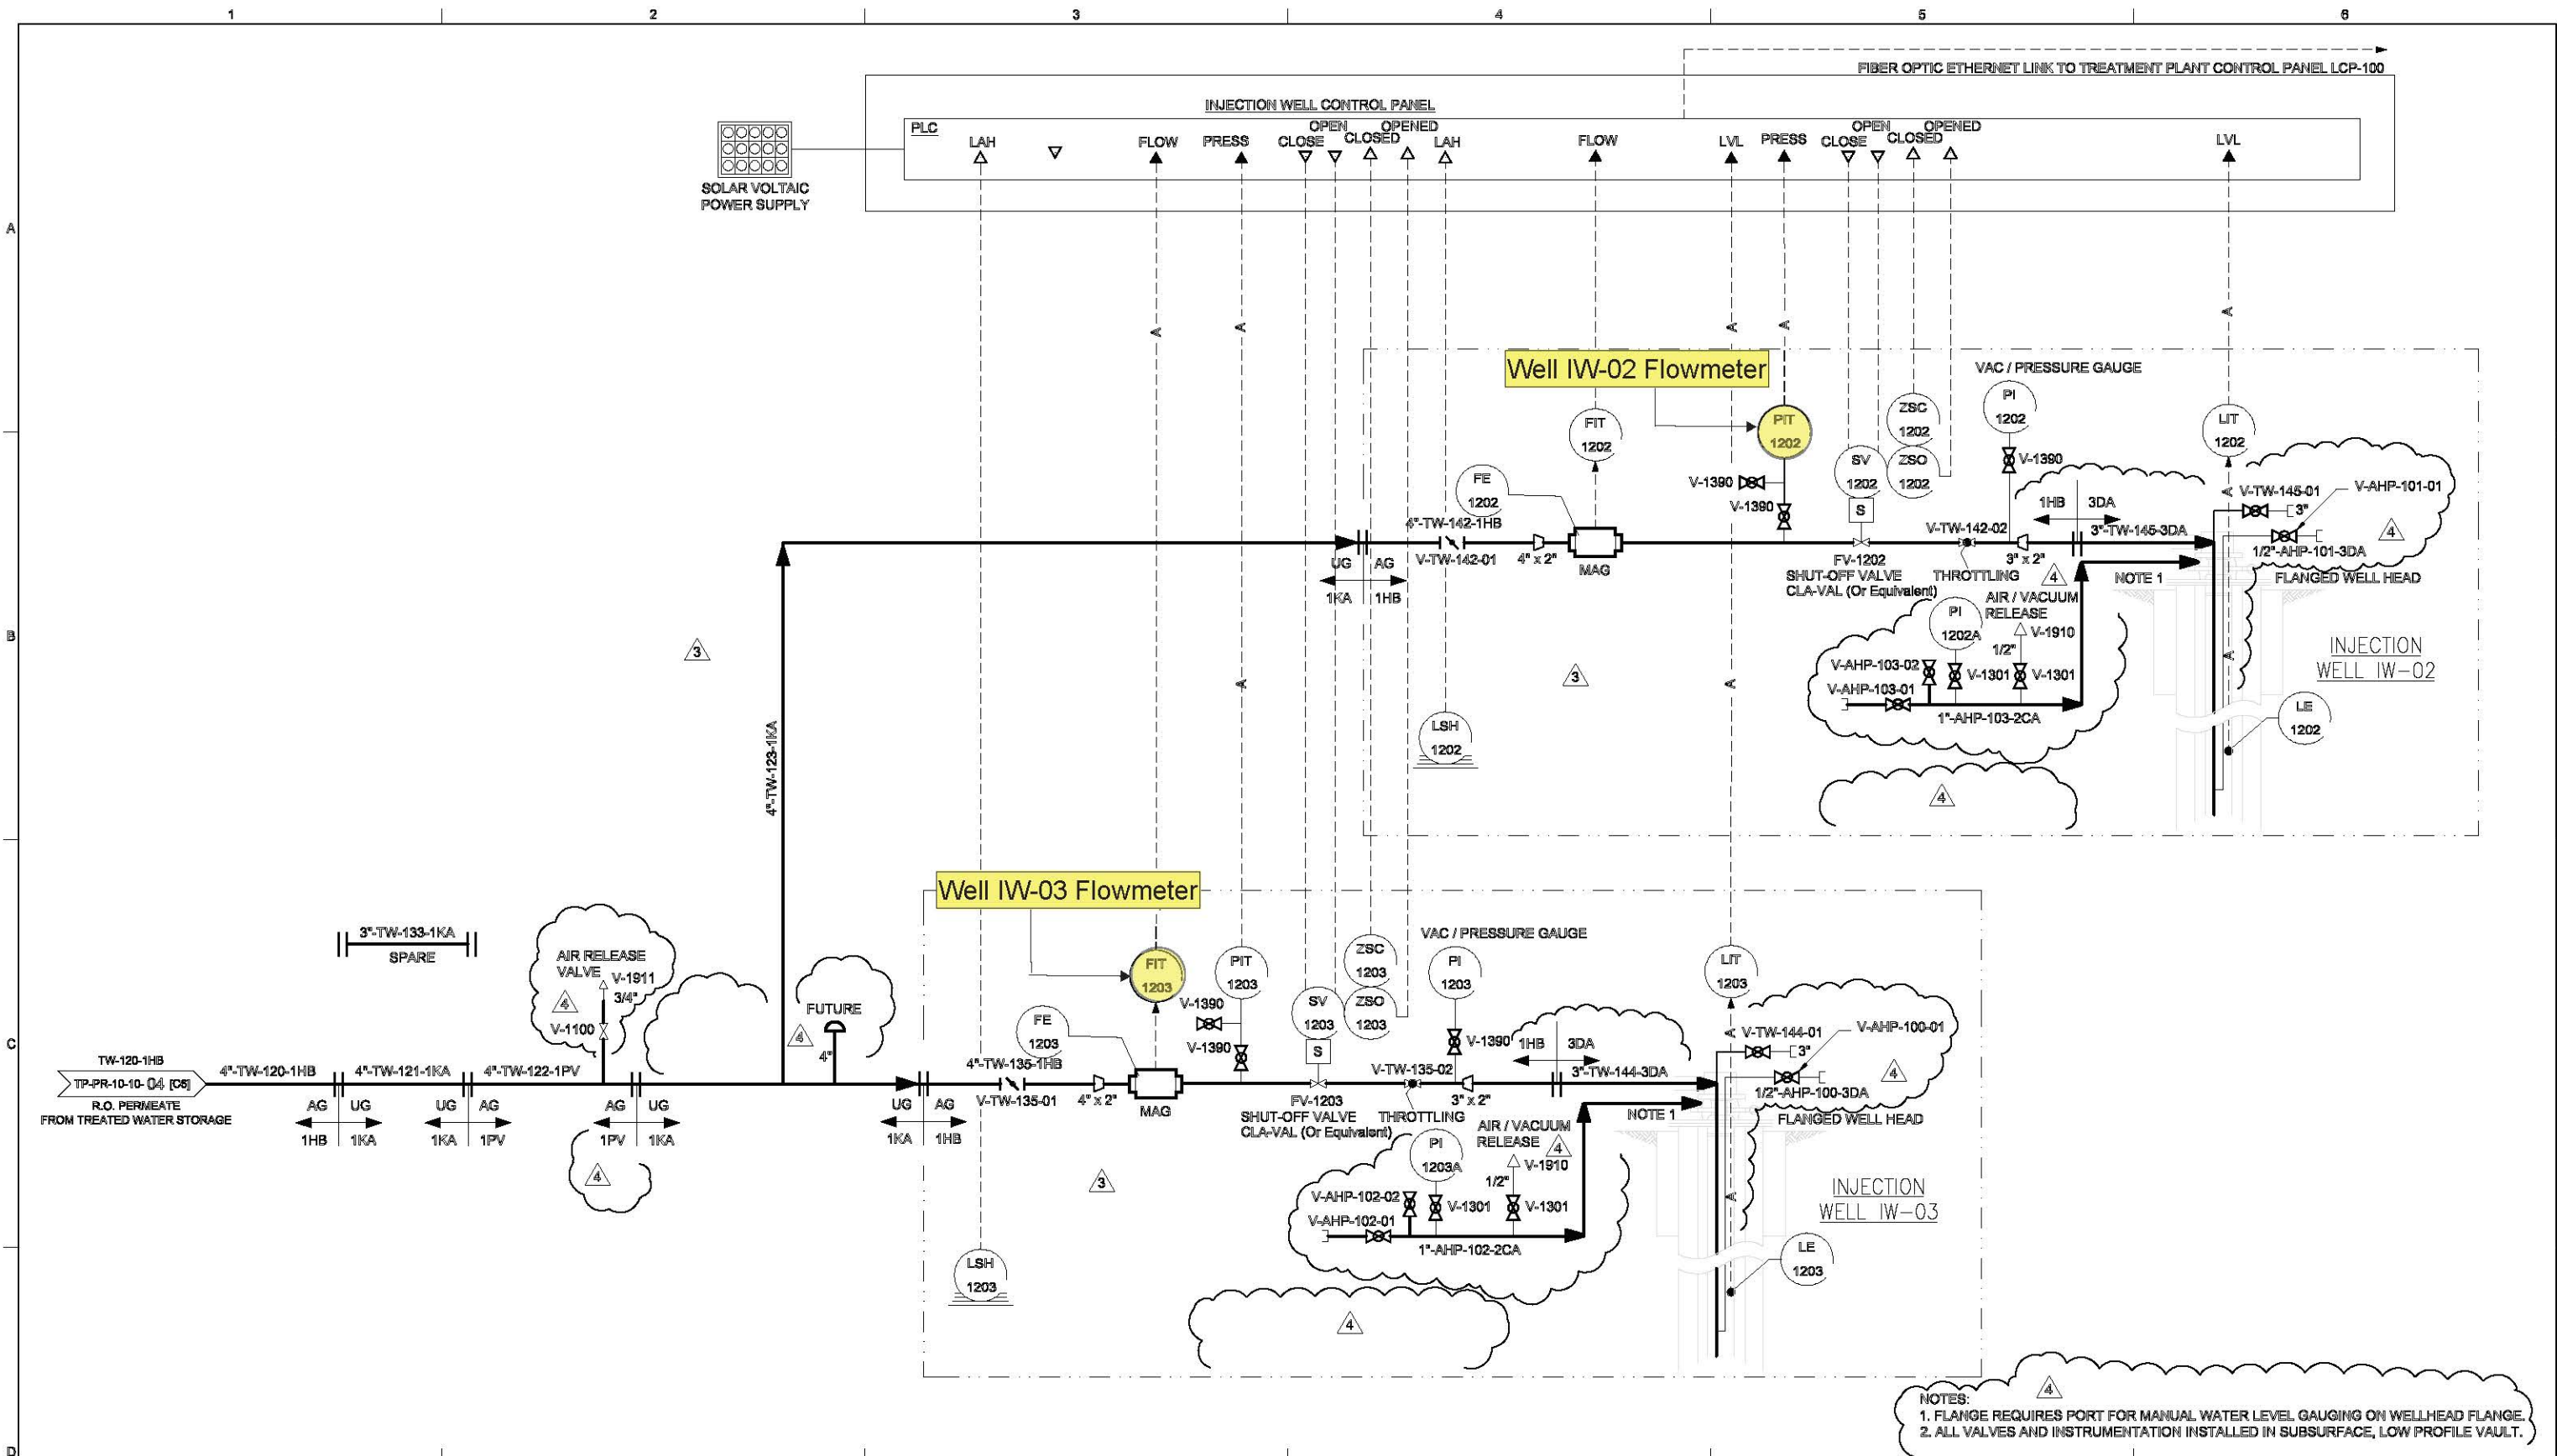 1 2 3 4 5 6
FIBER OPTIC ETHERNET LINK TO TREATMENT PLANT CONTROL PANEL LCP-100
INJECTION WELL CONTROL PANEL
PLC
LAH
FLOW
PRESS
CLOSE
OPEN
CLOSED
OPENED
LAH
FLOW
LVL
PRESS
CLOSE
OPEN
CLOSED
OPENED
LVL
SOLAR VOLTAIC
POWER SUPPLY
A
A
A
A
A
A
Well IW-02 Flowmeter
VAC / PRESSURE GAUGE
FIT
1202
PIT
1202
ZSC
1202
PI
1202
LIT
1202
FE
1202
V-1390
V-1390
SV
1202
S
ZSO
1202
V-1390
1HB
3DA
A
V-TW-145-01
3"
V-AHP-101-01
4
4"-TW-142-1HB
V-TW-142-01
4" x 2"
MAG
V-TW-142-02
3" x 2"
3"-TW-145-3DA
1/2"-AHP-101-3DA
UG
AG
1KA
1HB
FV-1202
SHUT-OFF VALVE
CLA-VAL (Or Equivalent)
THROTTLING
4
NOTE 1
FLANGED WELL HEAD
AIR / VACUUM
RELEASE
PI
1202A
V-1910
1/2"
V-AHP-103-02
V-1301
V-1301
V-AHP-103-01
1"-AHP-103-2CA
B
3
3
A
A
A
INJECTION
WELL IW-02
LE
1202
LSH
1202
4
4"-TW-123-1KA
Well IW-03 Flowmeter
3"-TW-133-1KA
SPARE
AIR RELEASE
VALVE
V-1911
4
3/4"
V-1100
FUTURE
4
4"
VAC / PRESSURE GAUGE
FIT
1203
PIT
1203
ZSC
1203
PI
1203
LIT
1203
FE
1203
V-1390
V-1390
SV
1203
S
ZSO
1203
V-1390
1HB
3DA
A
V-TW-144-01
3"
V-AHP-100-01
4
C
TW-120-1HB
TP-PR-10-10- 04 [C6]
R.O. PERMEATE
FROM TREATED WATER STORAGE
4"-TW-120-1HB
4"-TW-121-1KA
4"-TW-122-1PV
AG
UG
1HB
1KA
UG
AG
1KA
1PV
AG
UG
1PV
1KA
4
UG
AG
1KA
1HB
4"-TW-135-1HB
V-TW-135-01
4" x 2"
MAG
V-TW-135-02
3" x 2"
3"-TW-144-3DA
1/2"-AHP-100-3DA
FV-1203
SHUT-OFF VALVE
CLA-VAL (Or Equivalent)
THROTTLING
NOTE 1
FLANGED WELL HEAD
AIR / VACUUM
RELEASE
4
PI
1203A
V-1910
1/2"
V-AHP-102-02
V-1301
V-1301
V-AHP-102-01
1"-AHP-102-2CA
3
A
INJECTION
WELL IW-03
LE
1203
LSH
1203
4
4
NOTES:
1. FLANGE REQUIRES PORT FOR MANUAL WATER LEVEL GAUGING ON WELLHEAD FLANGE.
2. ALL VALVES AND INSTRUMENTATION INSTALLED IN SUBSURFACE, LOW PROFILE VAULT.
D